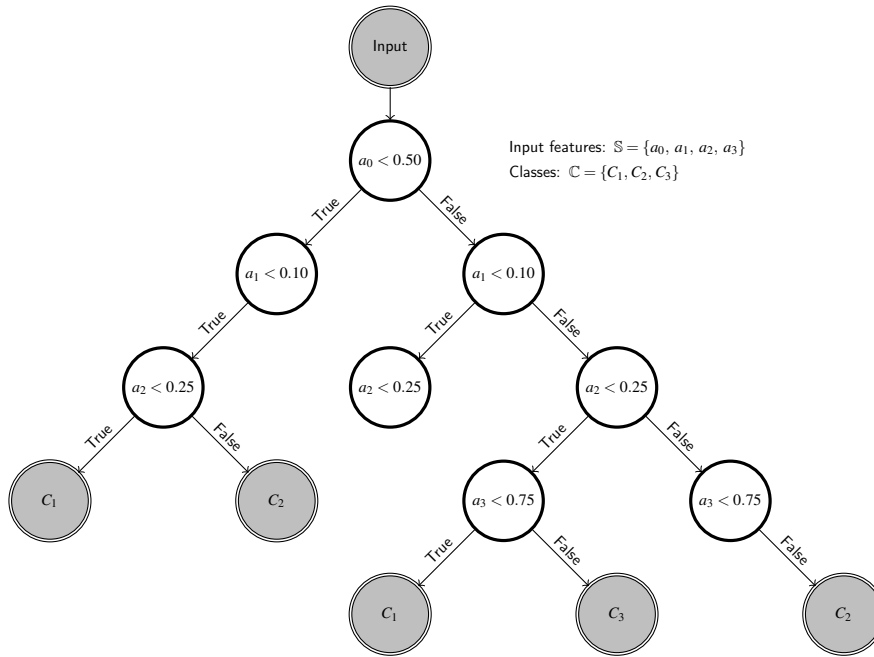 Input
a₀ < 0.50
Input features: 𝕊 = {a₀, a₁, a₂, a₃}
Classes: ℂ = {C₁, C₂, C₃}
True
False
a₁ < 0.10
a₁ < 0.10
True
True
False
a₂ < 0.25
a₂ < 0.25
a₂ < 0.25
True
False
True
False
C₁
C₂
a₃ < 0.75
a₃ < 0.75
True
False
False
C₁
C₃
C₂